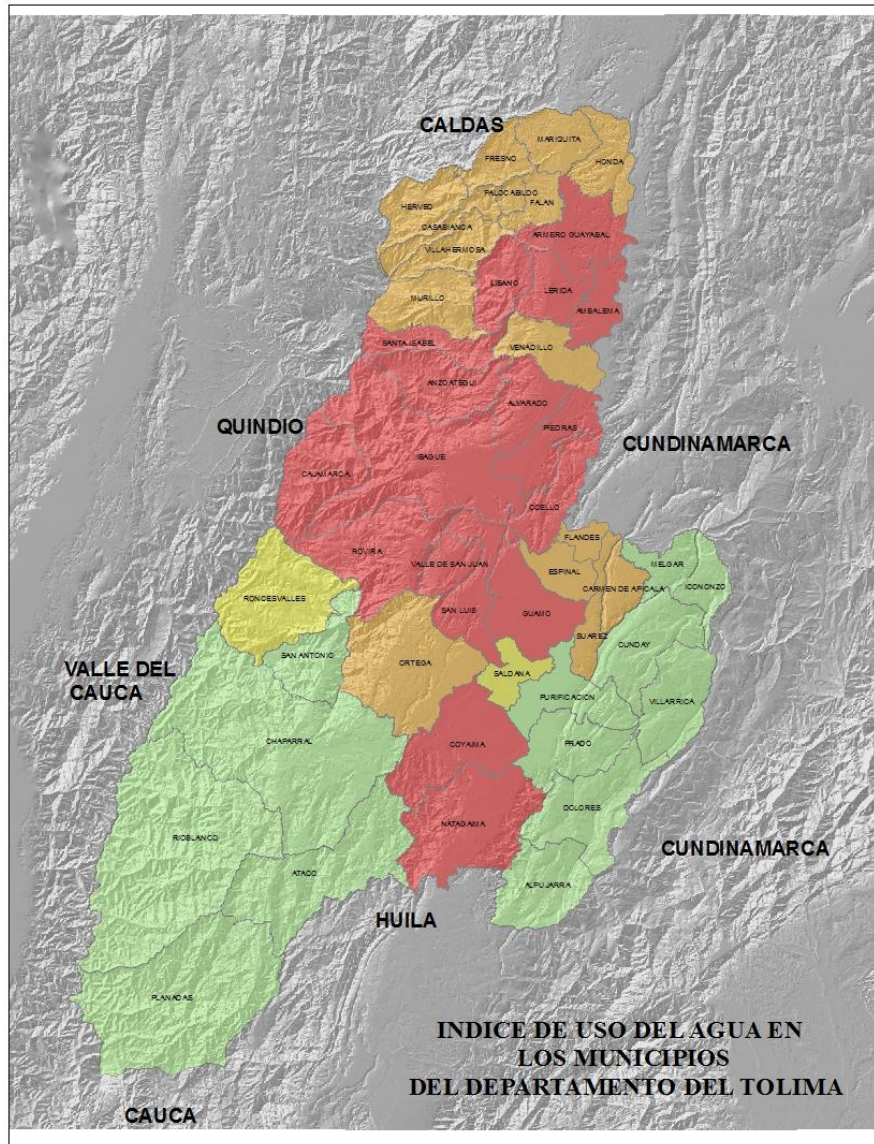 CALDAS
MARIQUITA
FRESNO
HONDA
PALOCABILDO
FALAN
HERVEO
CASABIANCA
VILLAHERMOSA
ARMERO GUAYABAL
LIBANO
LERIDA
MURILLO
AMBALEMA
SANTA ISABEL
VENADILLO
ANZOATEGUI
ALVARADO
QUINDIO
PIEDRAS
CUNDINAMARCA
IBAGUE
CAJAMARCA
COELLO
FLANDES
ROVIRA
VALLE DE SAN JUAN
ESPINAL
MELGAR
ICONONZO
CARMEN DE APICALA
RONCESVALLES
SAN LUIS
GUAMO
SUAREZ
CUNDAY
VALLE DEL
CAUCA
SAN ANTONIO
ORTEGA
SALDANA
PURIFICACION
VILLARRICA
CHAPARRAL
COYAIMA
PRADO
DOLORES
RIOBLANCO
NATAGAIMA
CUNDINAMARCA
ATACO
ALPUJARRA
HUILA
PLANADAS
INDICE DE USO DEL AGUA EN
LOS MUNICIPIOS
DEL DEPARTAMENTO DEL TOLIMA
CAUCA